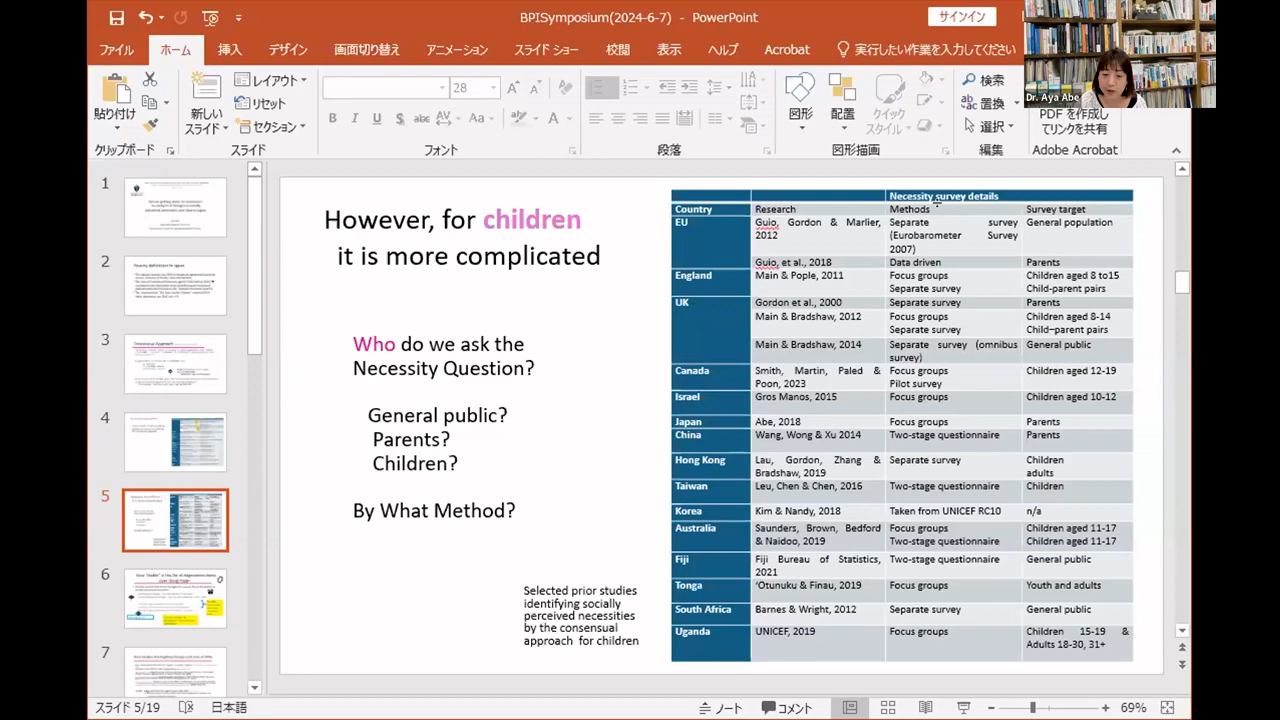 BPISymposium(2024-6-7) - PowerPoint
サインイン
ファイル ホーム 挿入 デザイン 画面切り替え アニメーション スライド ショー 校閲 表示 ヘルプ Acrobat 実行したい作業を入力してください
貼り付け
新しい
スライド
レイアウト
リセット
セクション
28
図形
配置
クイック
スタイル
検索
置換
選択
PDF を作成し
てリンクを共有
クリップボード スライド フォント 段落 図形描画 編集 Adobe Acrobat
Dr. Aya Abe
1
2
3
4
5
6
7
However, for children
it is more complicated
Who do we ask the
Necessity Question?
General public?
Parents?
Children?
By What Method?
Selected prior studies
identifying socially
perceived necessities
by the consensual
approach for children
Necessity survey details
Country Research Methods Survey target
EU Guio, Gordon & Marlier, Separate survey General population
2012 (Eurobarometer Survey
2007)
Guio, et al., 2018 Data driven Parents
England Main & Pople, Focus groups Children aged 8 to15
Separate survey Child-parent pairs
UK Gordon et al., 2000 Separate survey Parents
Main & Bradshaw, 2012 Focus groups Children aged 8-14
Separate survey Child–parent pairs
Main & Bradshaw, 2014 Separate survey (omnibus General public
survey)
Canada Smith, Martin, Paled & Focus groups Children aged 12-19
Poon, 2023 Pilot survey
Israel Gros Manos, 2015 Focus groups Children aged 10-12
Japan Abe, 2018 Focus groups Parents
China Wang, Wong & Xu 2014 Two-stage questionnaire Parents
Hong Kong Lau, Gordon, Zhang & Separate survey Children
Bradshaw, 2019 adults
Taiwan Leu, Chen & Chen, 2016 Two-stage questionnaire Children
Korea Kim & Nandy, 2018 Taken from UNICEF RC10 n/a
Australia Saunders, Brown, Bedford Focus groups Children aged 11-17
& Naidoo, 2019 Two-stage questionnaire Children aged 11-17
Fiji Fiji Bureau of Statistics, Two-stage questionnaire General public
2021
Tonga 'Otunuku & Finau, 2019 and adults
South Africa Barnes & Wright, Separate survey General public
Uganda UNICEF, 2019 Focus groups Children 15-19 &
Adults 18-30, 31+
スライド 5/19 日本語 ノート コメント 69%